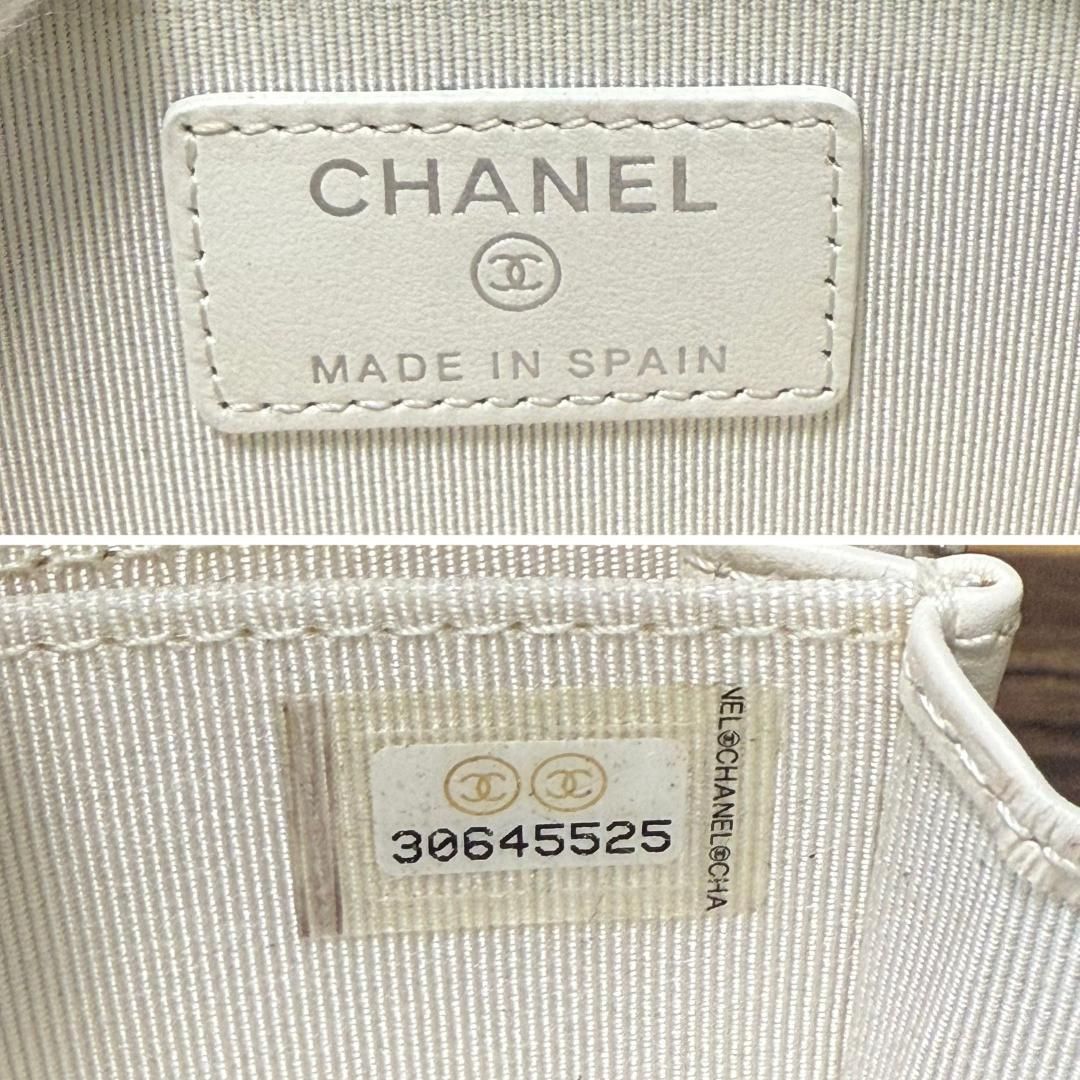 CHANEL
MADE IN SPAIN
30645525
NEL CHANEL CHA